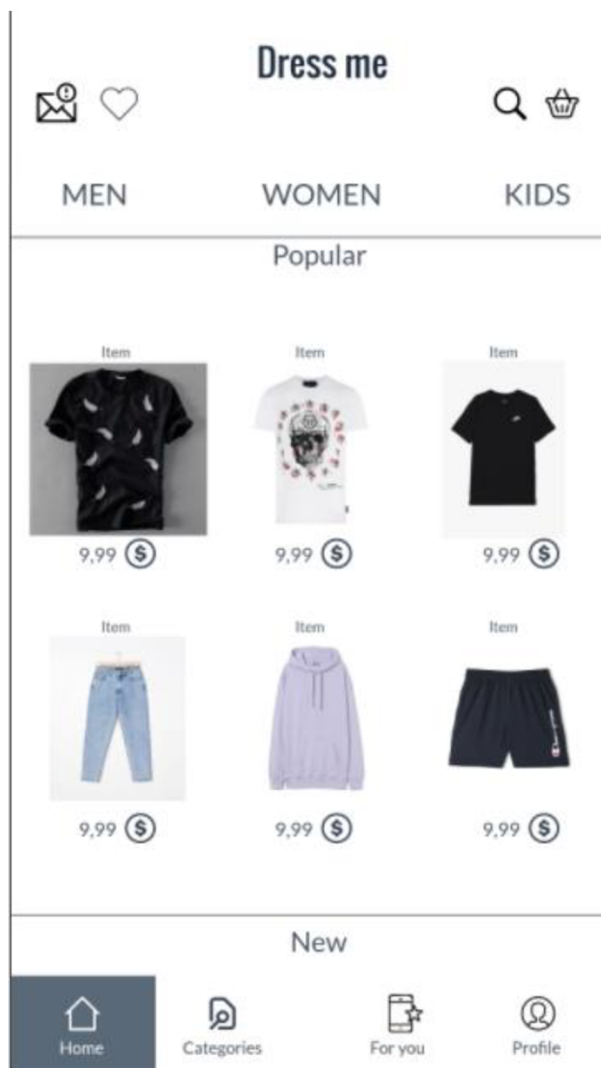 Dress me
MEN WOMEN KIDS
Popular
Item Item Item
9,99 $ 9,99 $ 9,99 $
Item Item Item
9,99 $ 9,99 $ 9,99 $
New
Home Categories For you Profile